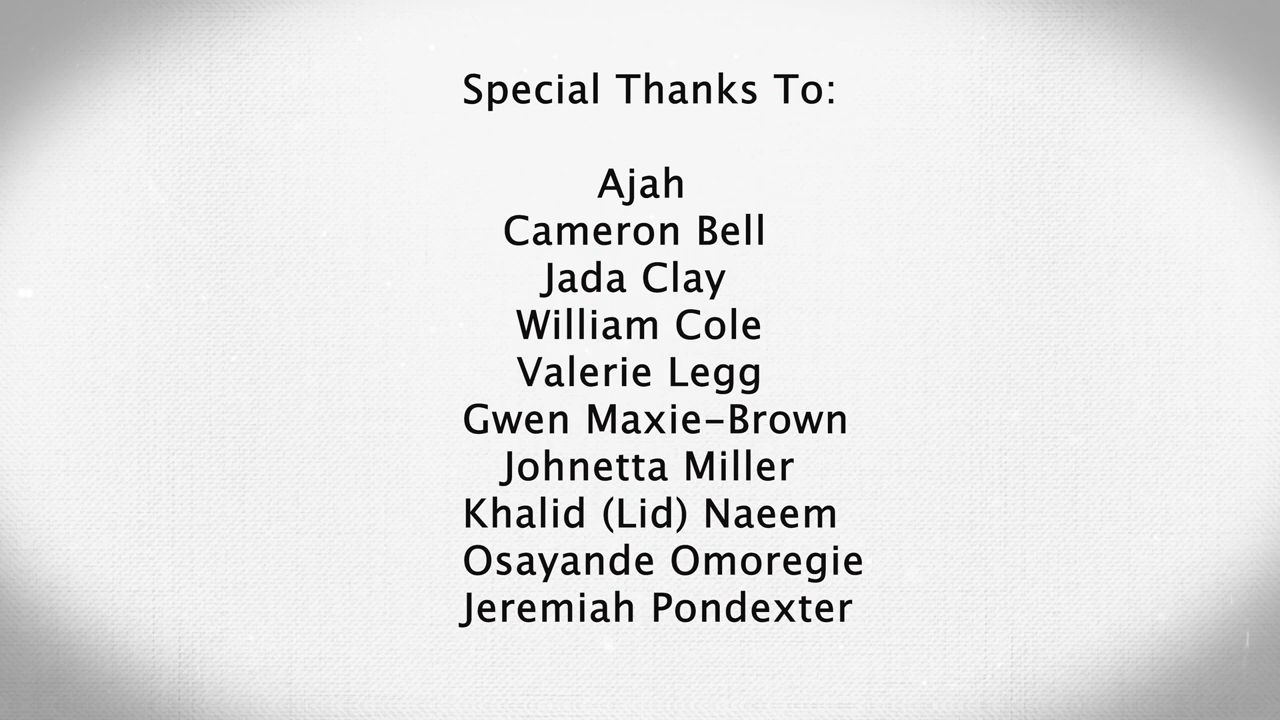 Special Thanks To:
Ajah
Cameron Bell
Jada Clay
William Cole
Valerie Legg
Gwen Maxie-Brown
Johnetta Miller
Khalid (Lid) Naeem
Osayande Omoregie
Jeremiah Pondexter